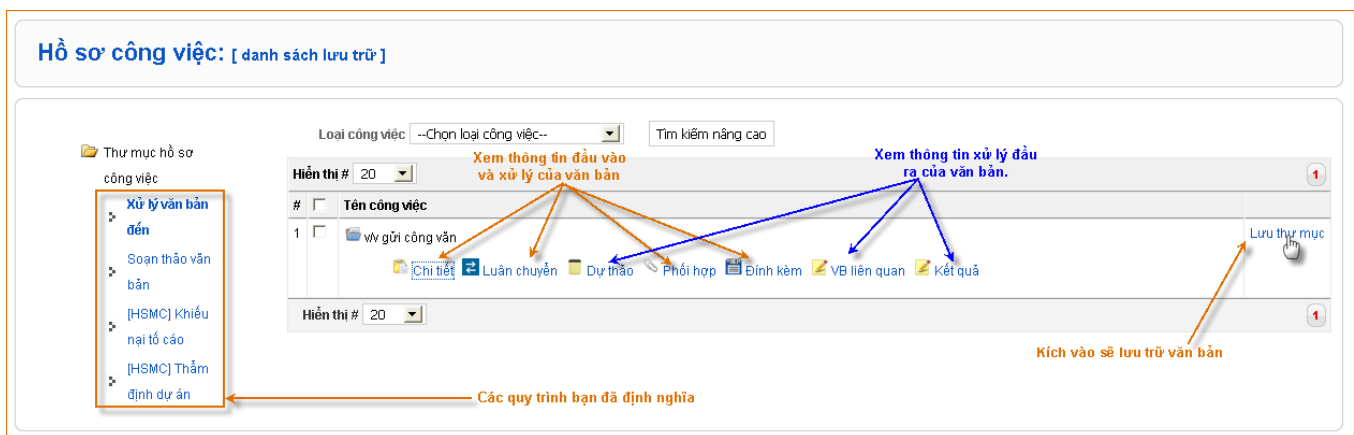 Hồ sơ công việc: [ danh sách lưu trữ ]
Loại công việc --Chọn loại công việc-- Tìm kiếm nâng cao
Thư mục hồ sơ
công việc
Xử lý văn bản
đến
Soạn thảo văn
bản
[HSMC] Khiếu
nại tố cáo
[HSMC] Thẩm
định dự án
Xem thông tin đầu vào
và xử lý của văn bản
Xem thông tin xử lý đầu
ra của văn bản.
Hiển thị # 20 1
# Tên công việc
1 v/v gửi công văn Lưu thư mục
Chi tiết Luân chuyển Dự thảo Phối hợp Đính kèm VB liên quan Kết quả
Hiển thị # 20 1
Kích vào sẽ lưu trữ văn bản
Các quy trình bạn đã định nghĩa